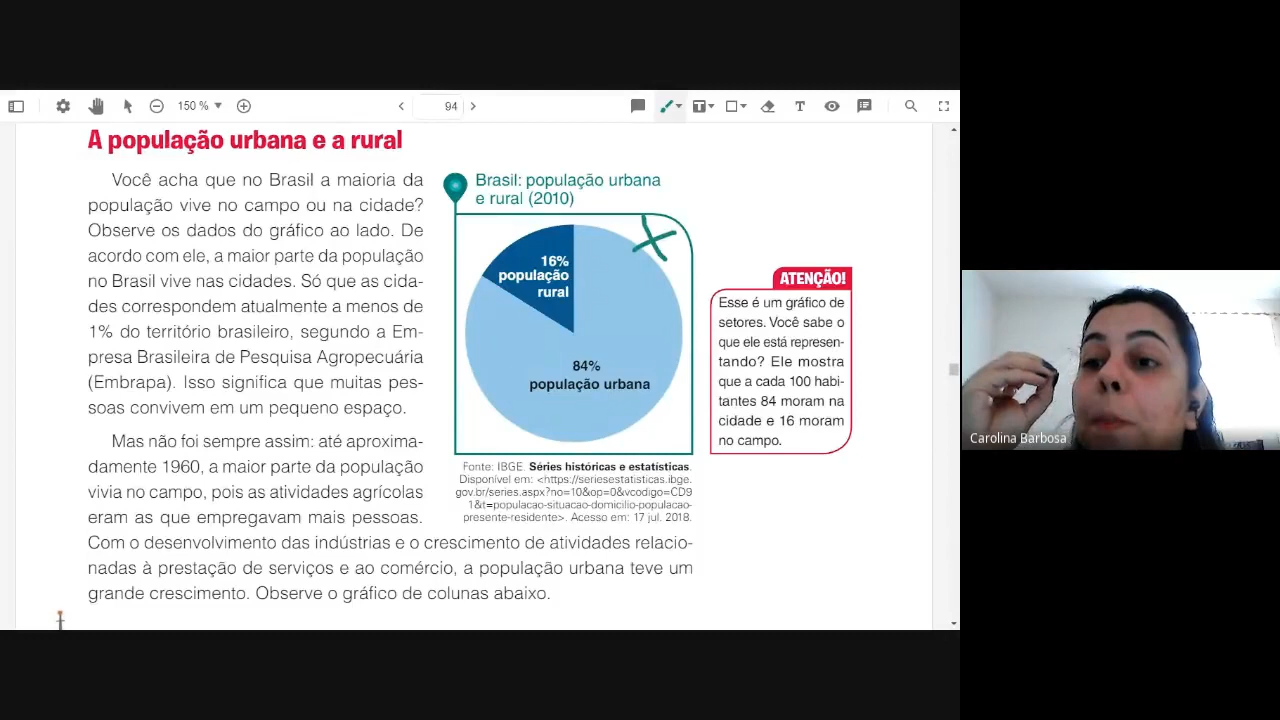 150 %
94
A população urbana e a rural
Você acha que no Brasil a maioria da
população vive no campo ou na cidade?
Observe os dados do gráfico ao lado. De
acordo com ele, a maior parte da população
no Brasil vive nas cidades. Só que as cida-
des correspondem atualmente a menos de
1% do território brasileiro, segundo a Em-
presa Brasileira de Pesquisa Agropecuária
(Embrapa). Isso significa que muitas pes-
soas convivem em um pequeno espaço.
Mas não foi sempre assim: até aproxima-
damente 1960, a maior parte da população
vivia no campo, pois as atividades agrícolas
eram as que empregavam mais pessoas.
Com o desenvolvimento das indústrias e o crescimento de atividades relacio-
nadas à prestação de serviços e ao comércio, a população urbana teve um
grande crescimento. Observe o gráfico de colunas abaixo.
Brasil: população urbana
e rural (2010)
16%
população
rural
84%
população urbana
Fonte: IBGE. Séries históricas e estatísticas.
Disponível em: <https://seriesestatisticas.ibge.
gov.br/series.aspx?no=10&op=0&vcodigo=CD9
1&t=populacao-situacao-domicilio-populacao-
presente-residente>. Acesso em: 17 jul. 2018.
ATENÇÃO!
Esse é um gráfico de
setores. Você sabe o
que ele está represen-
tando? Ele mostra
que a cada 100 habi-
tantes 84 moram na
cidade e 16 moram
no campo.
Carolina Barbosa